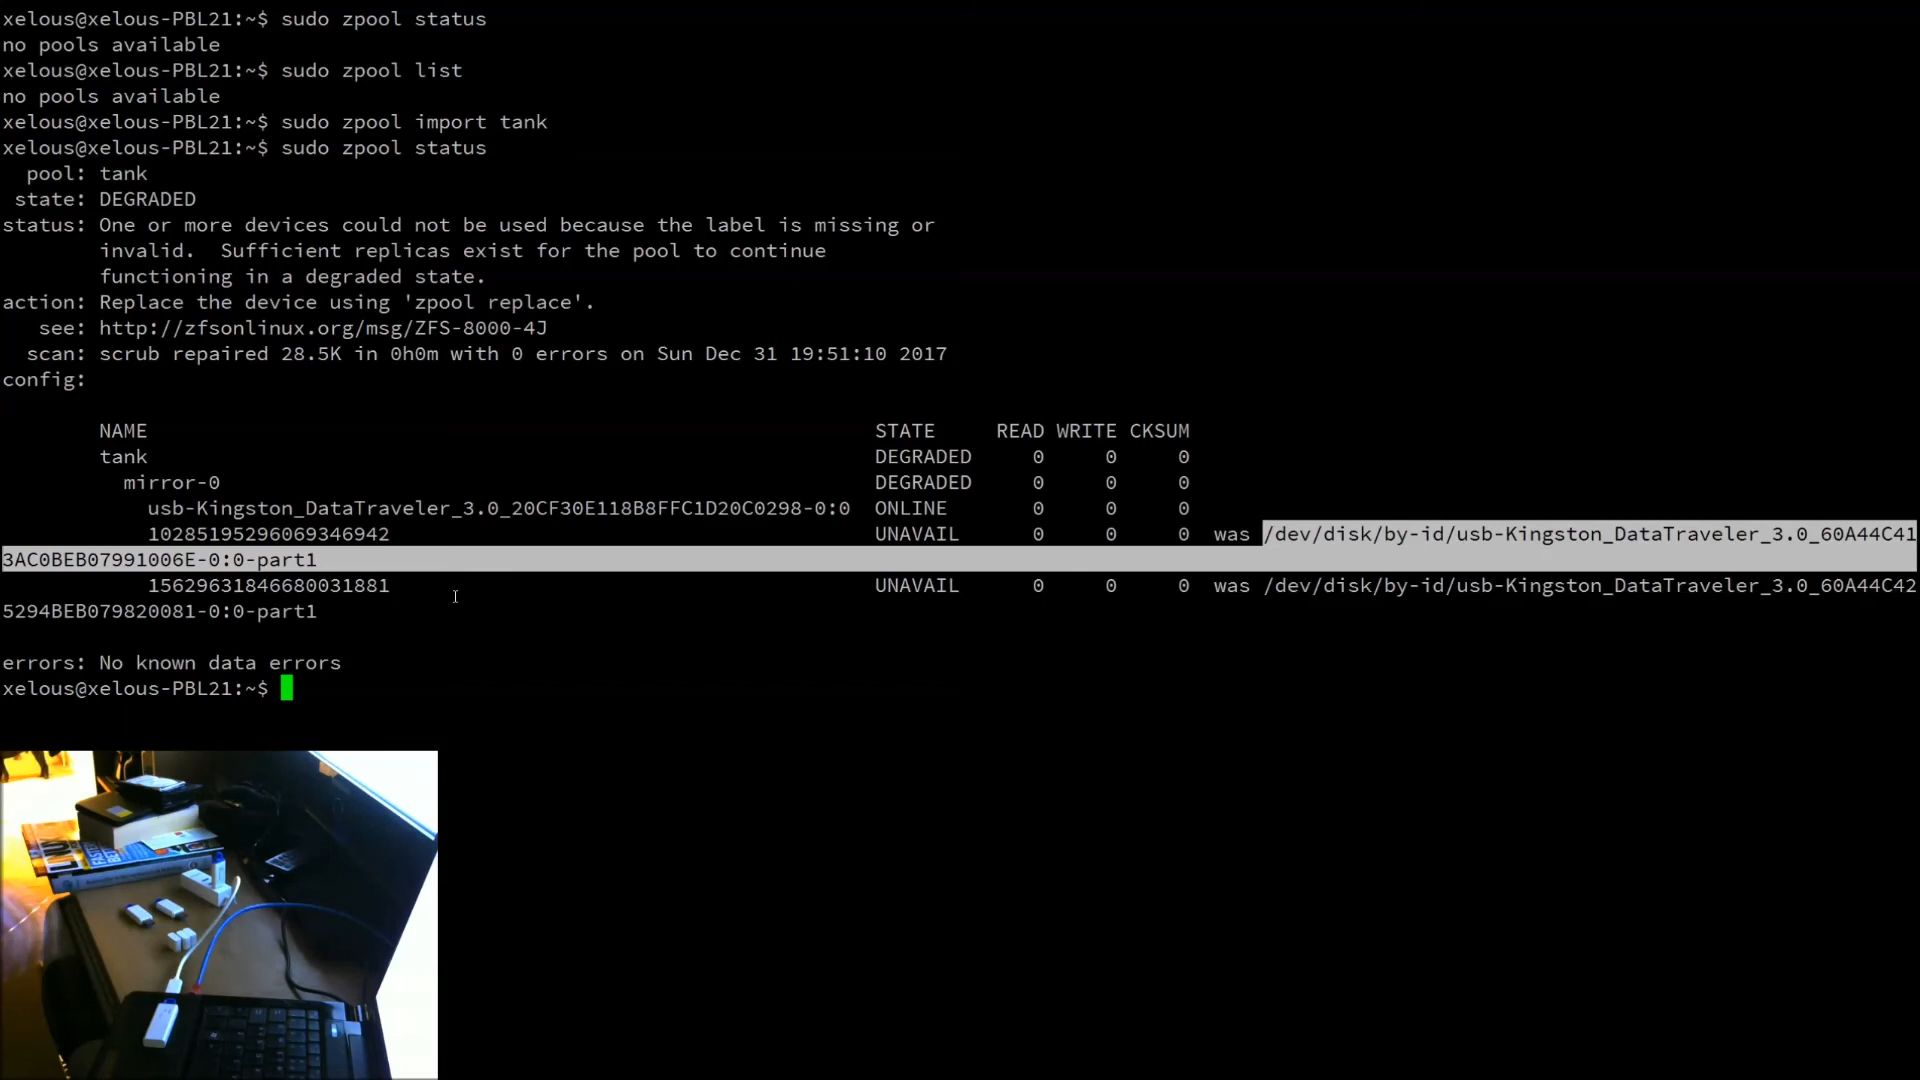 xelous@xelous-PBL21:~$ sudo zpool status
no pools available
xelous@xelous-PBL21:~$ sudo zpool list
no pools available
xelous@xelous-PBL21:~$ sudo zpool import tank
xelous@xelous-PBL21:~$ sudo zpool status
pool: tank
state: DEGRADED
status: One or more devices could not be used because the label is missing or
invalid.  Sufficient replicas exist for the pool to continue
functioning in a degraded state.
action: Replace the device using 'zpool replace'.
see: http://zfsonlinux.org/msg/ZFS-8000-4J
scan: scrub repaired 28.5K in 0h0m with 0 errors on Sun Dec 31 19:51:10 2017
config:
NAME STATE READ WRITE CKSUM
tank DEGRADED 0 0 0
mirror-0 DEGRADED 0 0 0
usb-Kingston_DataTraveler_3.0_20CF30E118B8FFC1D20C0298-0:0 ONLINE 0 0 0
10285195296069346942 UNAVAIL 0 0 0 was /dev/disk/by-id/usb-Kingston_DataTraveler_3.0_60A44C41
3AC0BEB07991006E-0:0-part1
15629631846680031881 UNAVAIL 0 0 0 was /dev/disk/by-id/usb-Kingston_DataTraveler_3.0_60A44C42
5294BEB079820081-0:0-part1
errors: No known data errors
xelous@xelous-PBL21:~$